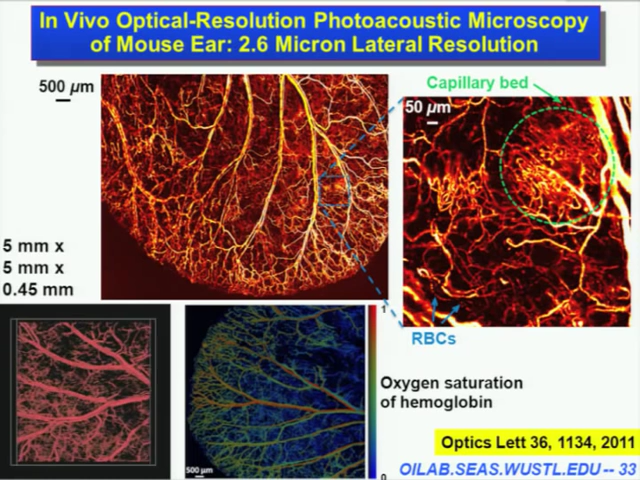 In Vivo Optical-Resolution Photoacoustic Microscopy
of Mouse Ear: 2.6 Micron Lateral Resolution
500 µm
Capillary bed
50 µm
5 mm x
5 mm x
0.45 mm
RBCs
1
Oxygen saturation
of hemoglobin
0
500 µm
Optics Lett 36, 1134, 2011
OILAB.SEAS.WUSTL.EDU -- 33